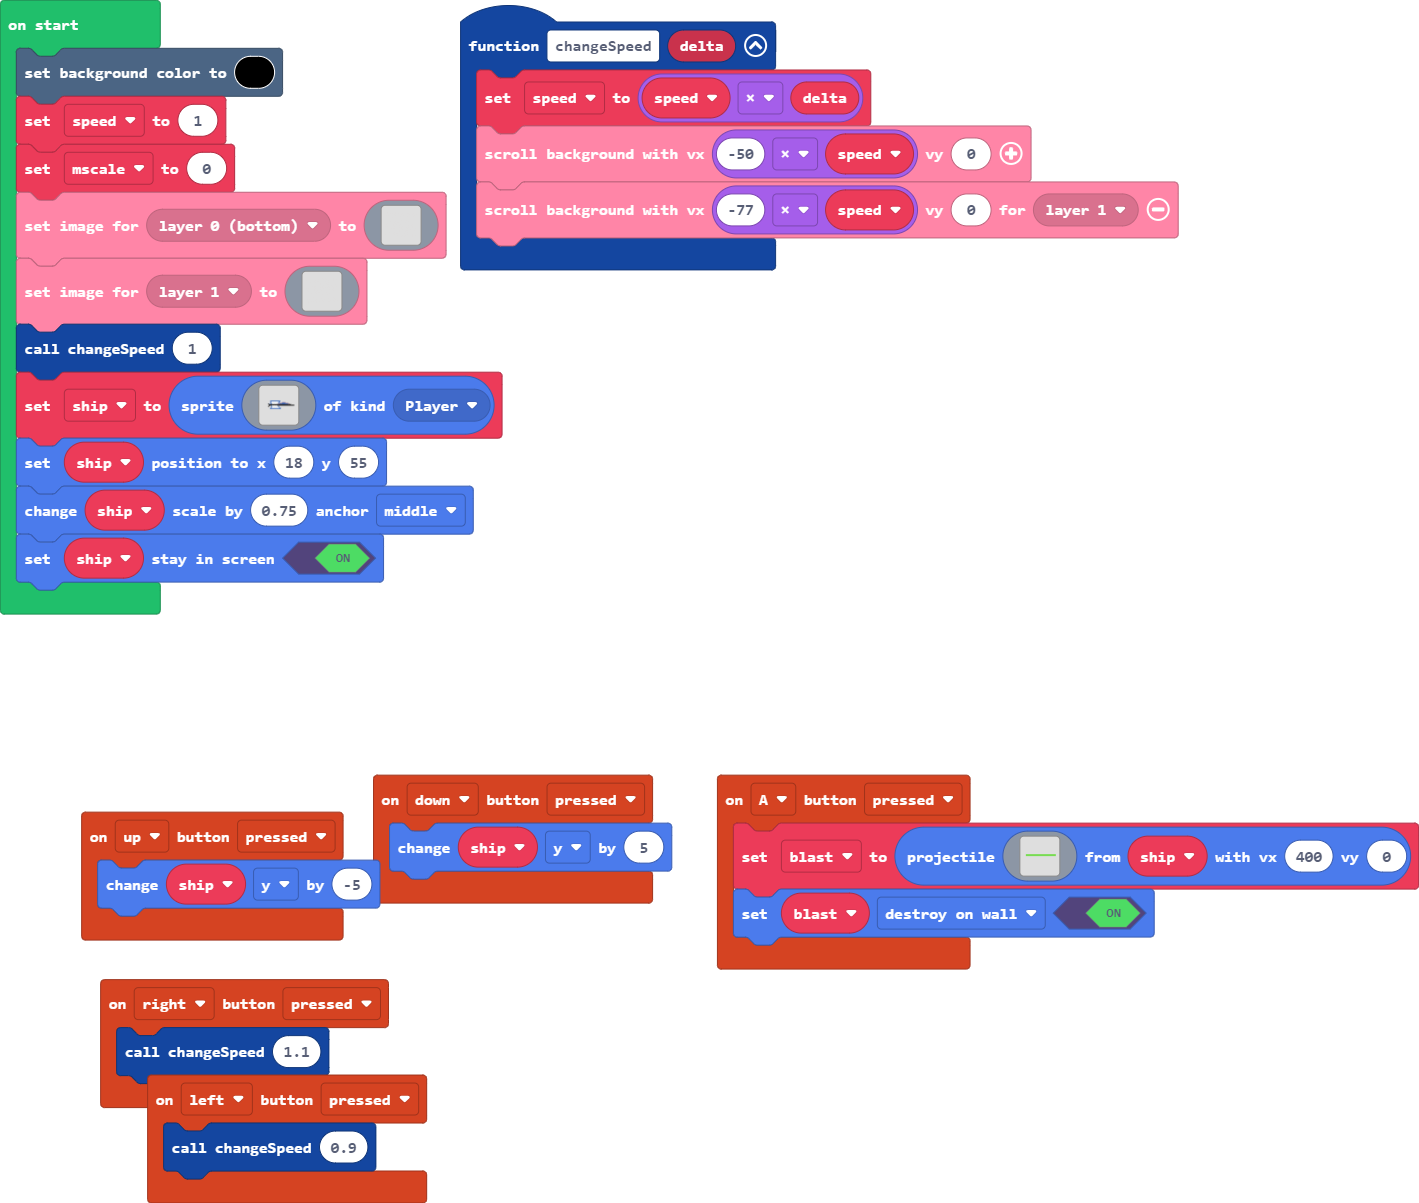 on start
set background color to
set speed to 1
set mscale to 0
set image for layer 0 (bottom) to
set image for layer 1 to
call changeSpeed 1
set ship to sprite of kind Player
set ship position to x 18 y 55
change ship scale by 0.75 anchor middle
set ship stay in screen ON
function changeSpeed delta
set speed to speed × delta
scroll background with vx -50 × speed vy 0
scroll background with vx -77 × speed vy 0 for layer 1
on up button pressed
change ship y by -5
on down button pressed
change ship y by 5
on A button pressed
set blast to projectile from ship with vx 400 vy 0
set blast destroy on wall ON
on right button pressed
call changeSpeed 1.1
on left button pressed
call changeSpeed 0.9